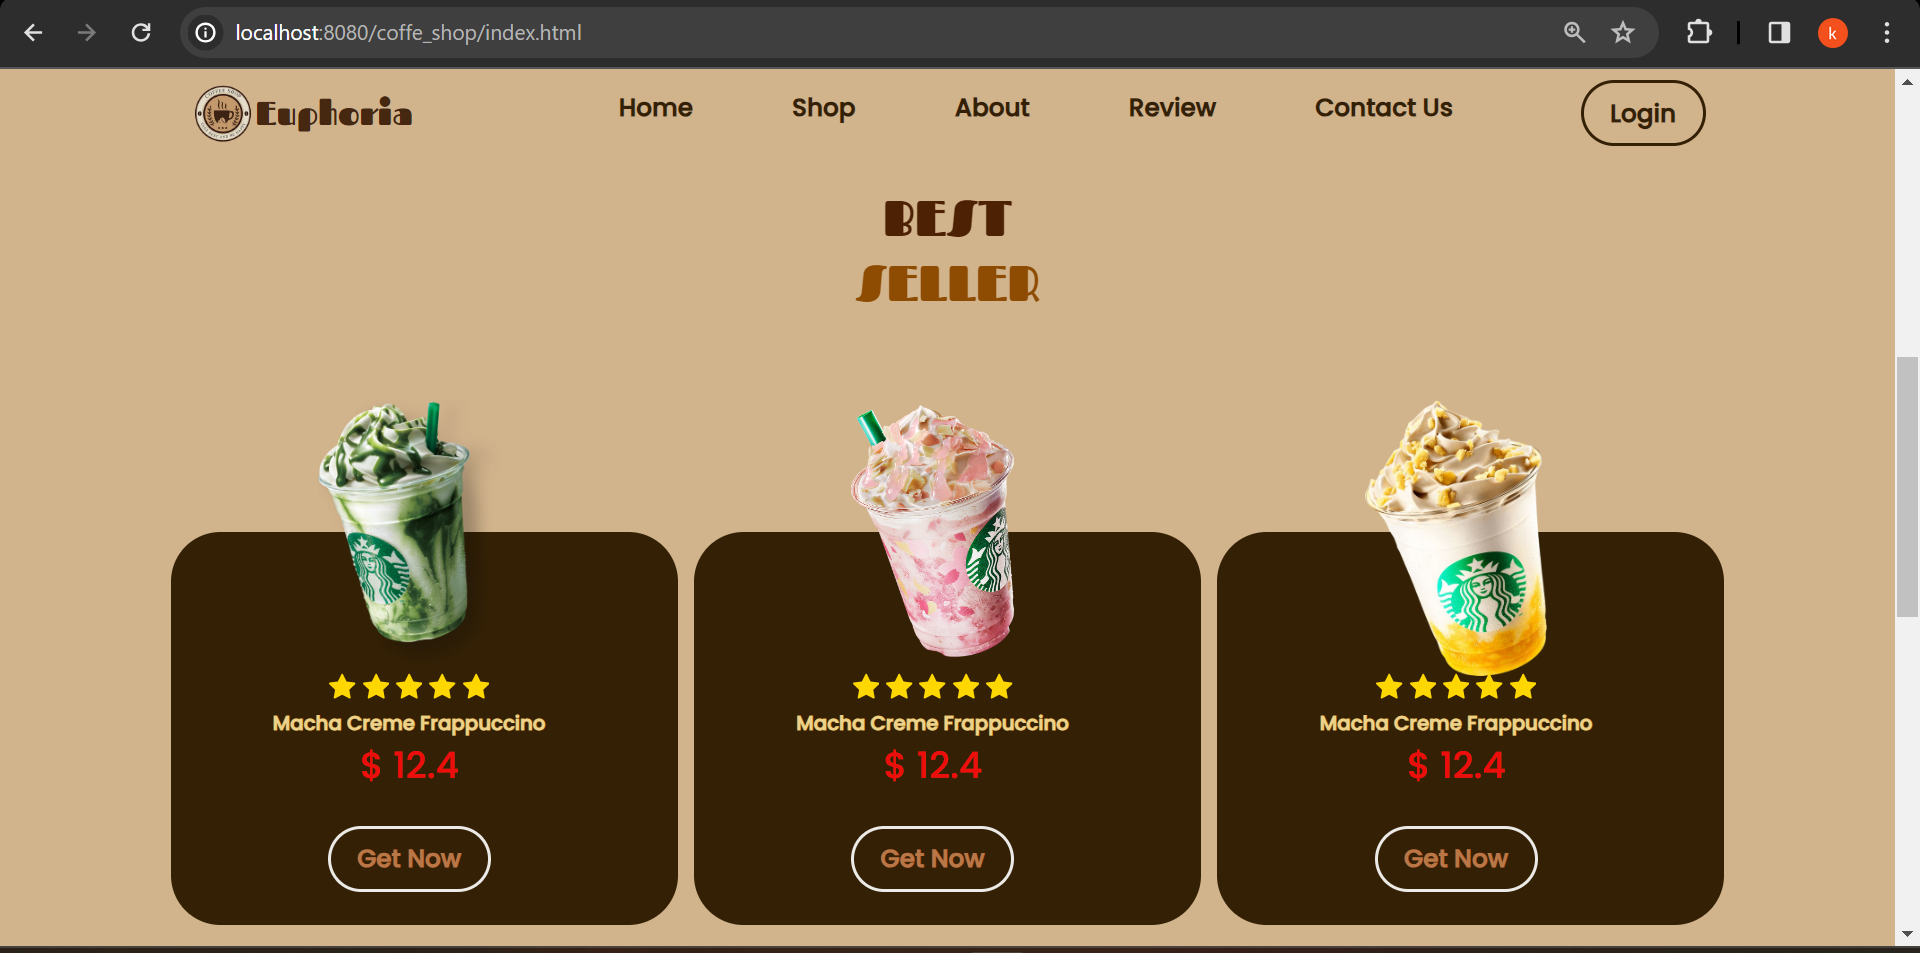 localhost:8080/coffe_shop/index.html
k
Euphoria
Home
Shop
About
Review
Contact Us
Login
BEST
SELLER
Macha Creme Frappuccino
$ 12.4
Get Now
Macha Creme Frappuccino
$ 12.4
Get Now
Macha Creme Frappuccino
$ 12.4
Get Now